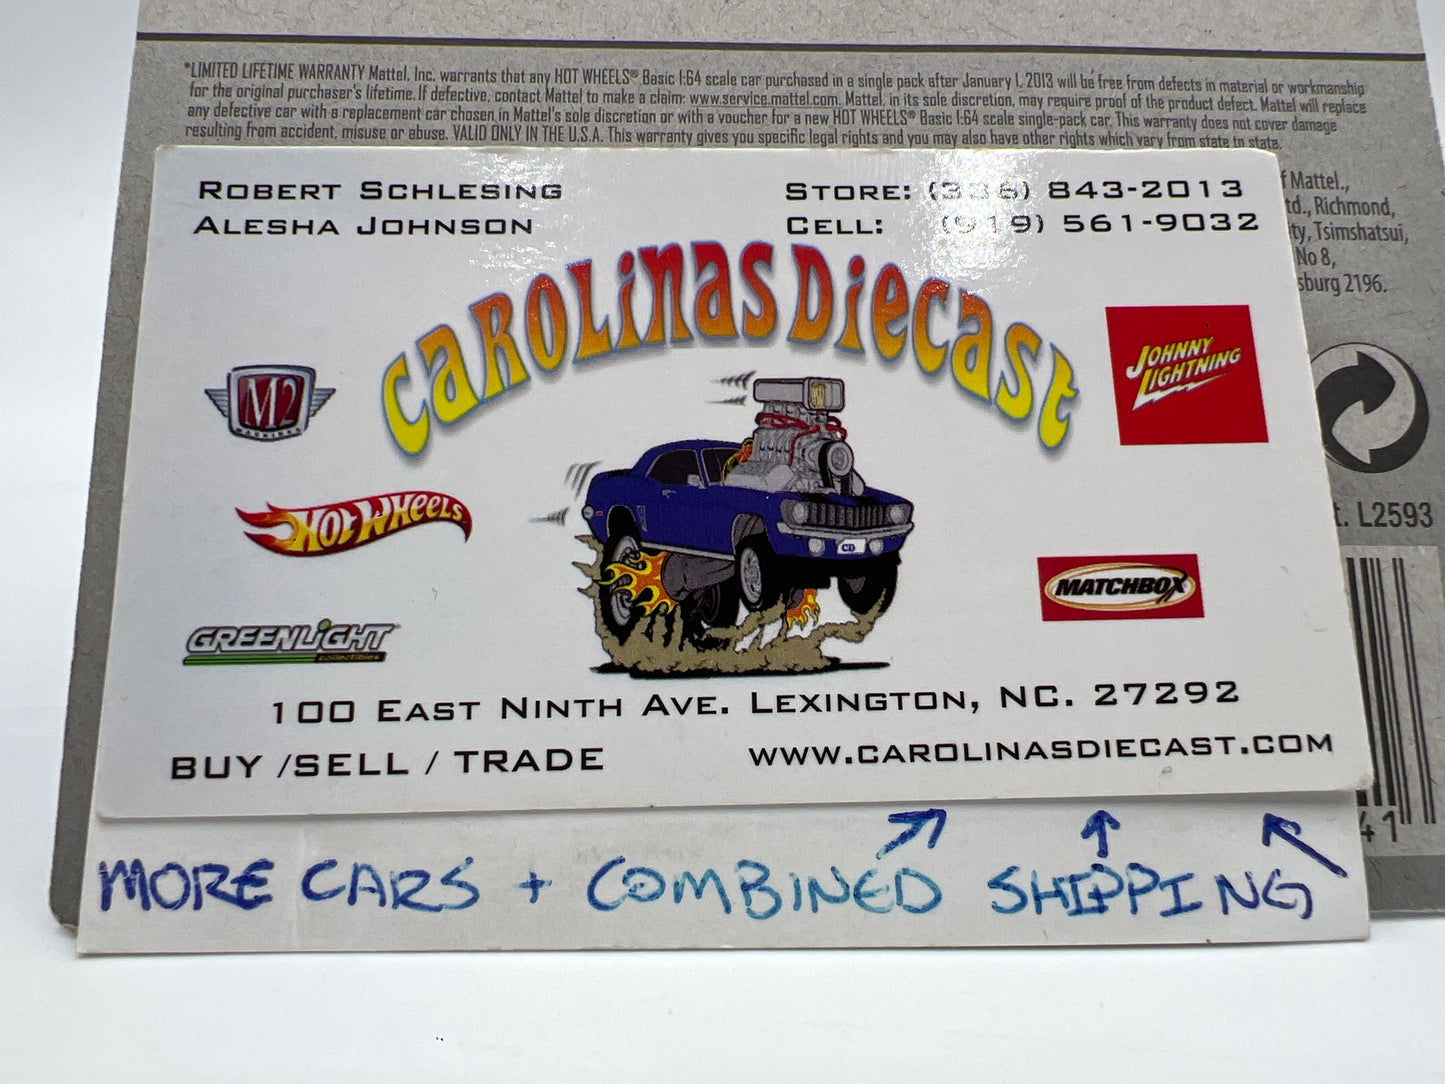 *LIMITED LIFETIME WARRANTY Mattel, Inc. warrants that any HOT WHEELS® Basic 1:64 scale car purchased in a single pack after January 1, 2013 will be free from defects in material or workmanship
for the original purchaser's lifetime. If defective, contact Mattel to make a claim: www.service.mattel.com. Mattel, in its sole discretion, may require proof of the product defect. Mattel will replace
any defective car with a replacement car chosen in Mattel's sole discretion or with a voucher for a new HOT WHEELS® Basic 1:64 scale single-pack car. This warranty does not cover damage
resulting from accident, misuse or abuse. VALID ONLY IN THE U.S.A. This warranty gives you specific legal rights and you may also have other rights which vary from state to state.
f Mattel.,
td., Richmond,
ty, Tsimshatsui,
No 8,
sburg 2196.
t. L2593
41
ROBERT SCHLESING
ALESHA JOHNSON
STORE: (336) 843-2013
CELL: (919) 561-9032
CAROLINAS DIECAST
M2
MACHINES
JOHNNY
LIGHTNING
HOT WHEELS
MATCHBOX
GREENLIGHT
collectibles
100 EAST NINTH AVE. LEXINGTON, NC. 27292
BUY /SELL / TRADE
WWW.CAROLINASDIECAST.COM
MORE CARS + COMBINED SHIPPING